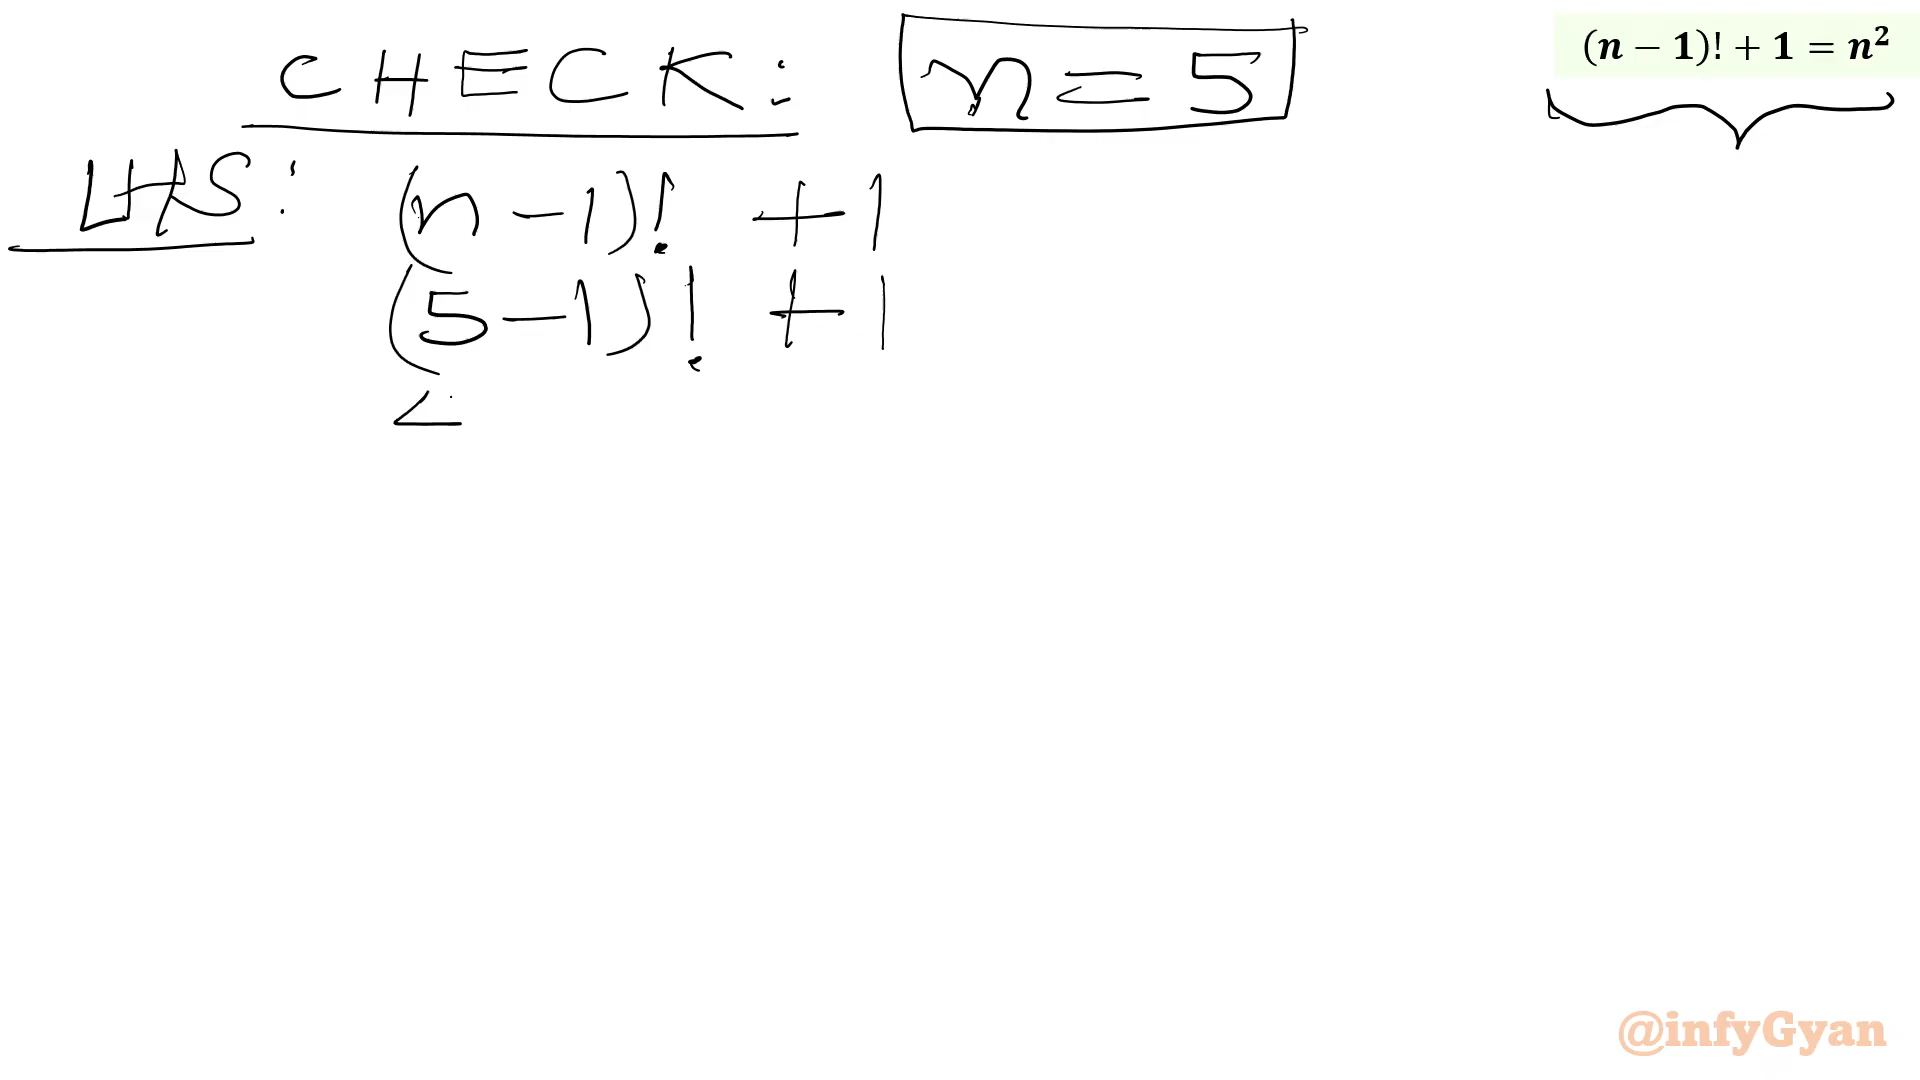 CHECK: n = 5
(n − 1)! + 1 = n²
LHS: (n - 1)! + 1
(5 - 1)! + 1
@infyGyan